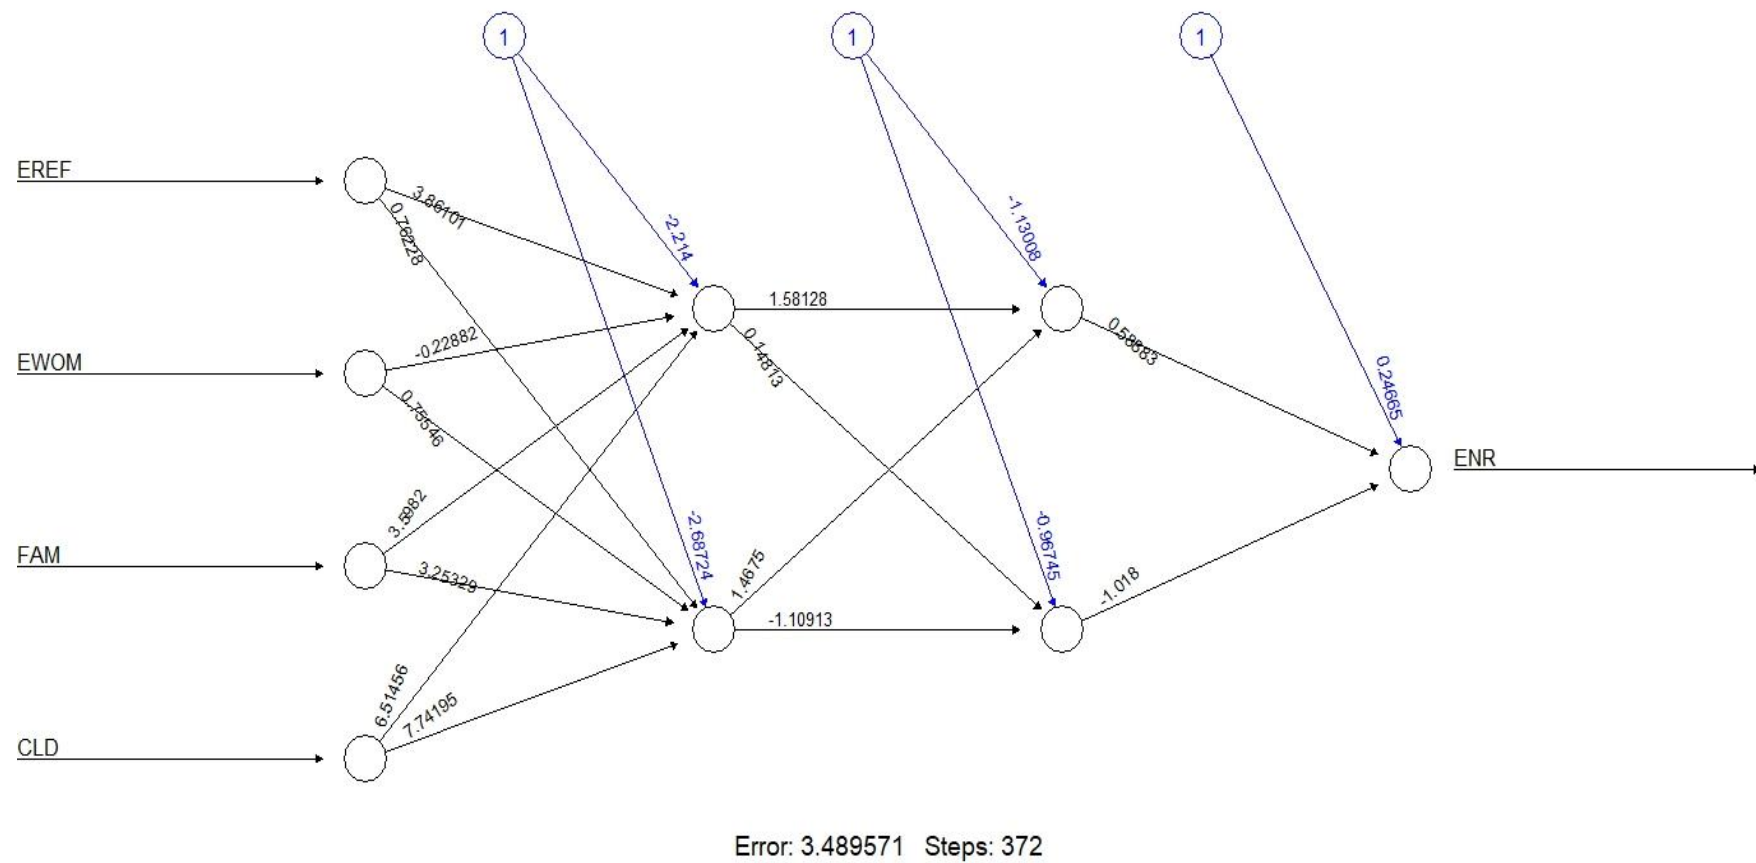 1 1 1
EREF
3.86101
0.76228
-2.214
-1.13008
EWOM
-0.22882
0.75546
1.58128
0.14813
0.58883
0.24665
ENR
FAM
3.5982
3.25329
-2.68724
1.4675
-1.10913
-0.96745
-1.018
CLD
6.51456
7.74195
Error: 3.489571 Steps: 372